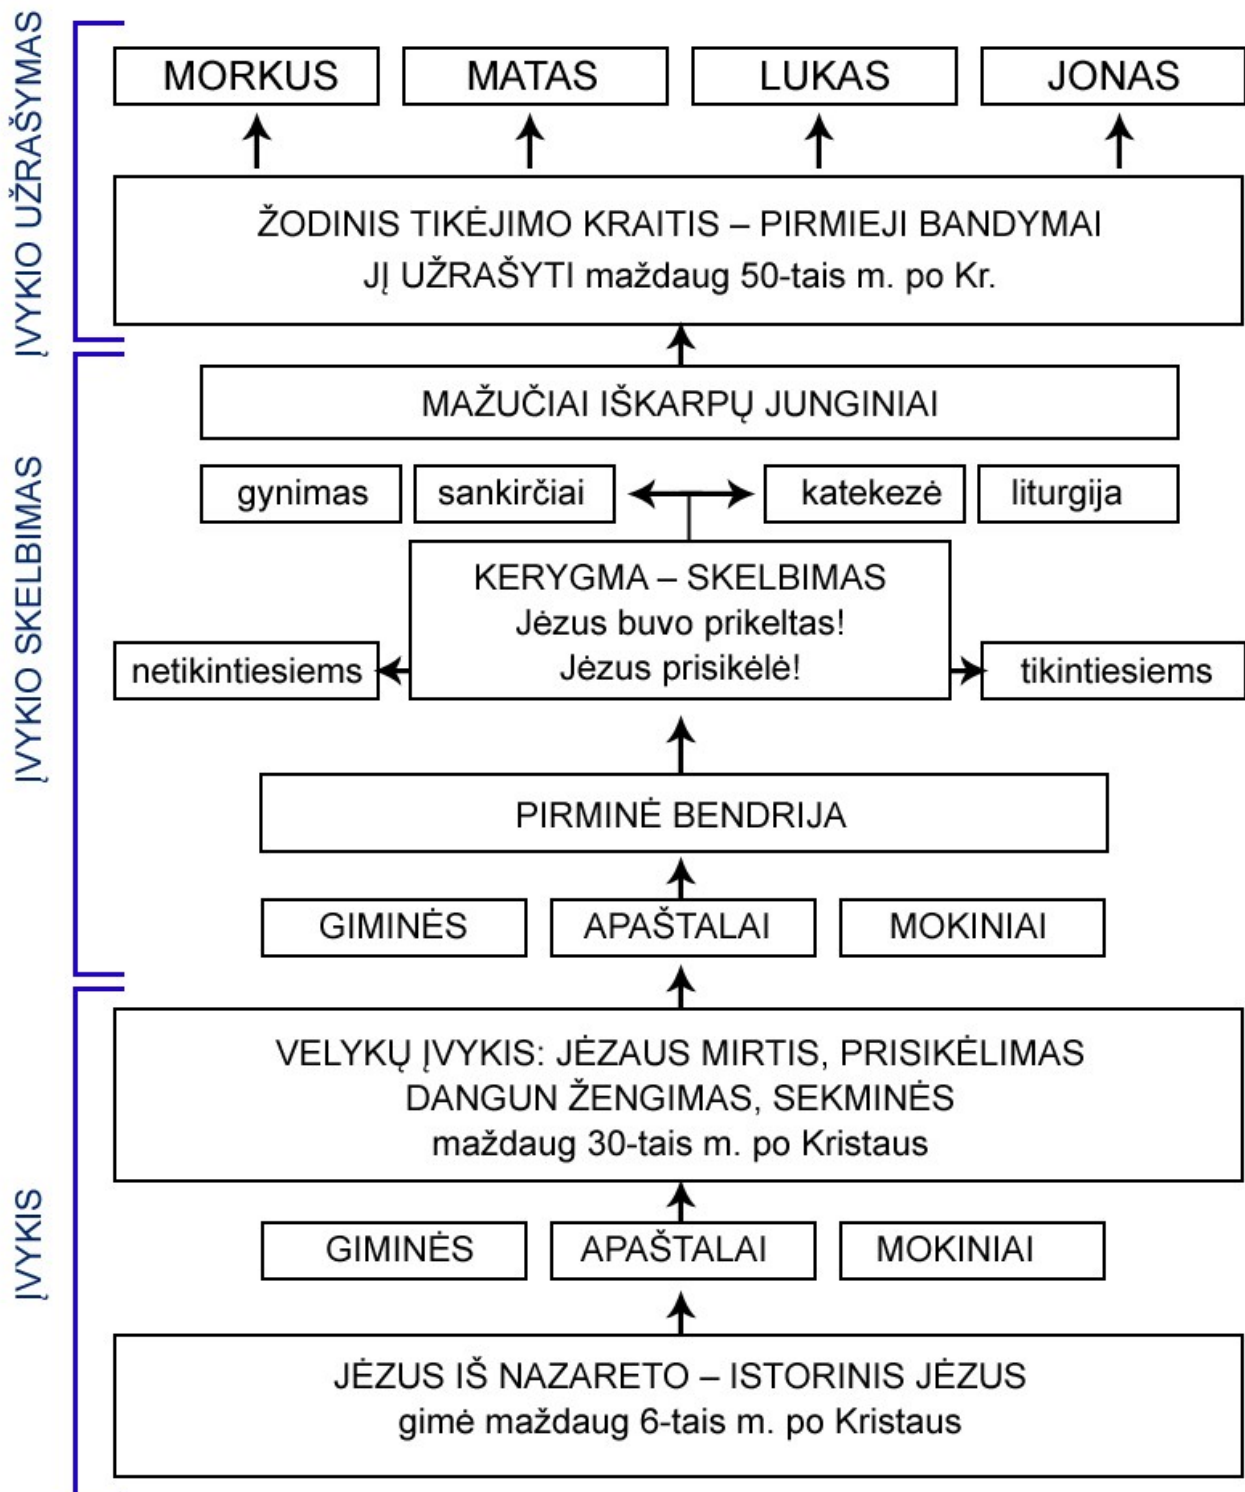 ĮVYKIO UŽRAŠYMAS
MORKUS
MATAS
LUKAS
JONAS
ŽODINIS TIKĖJIMO KRAITIS – PIRMIEJI BANDYMAI
JĮ UŽRAŠYTI maždaug 50-tais m. po Kr.
ĮVYKIO SKELBIMAS
MAŽUČIAI IŠKARPŲ JUNGINIAI
gynimas
sankirčiai
katekezė
liturgija
KERYGMA – SKELBIMAS
Jėzus buvo prikeltas!
Jėzus prisikėlė!
netikintiesiems
tikintiesiems
PIRMINĖ BENDRIJA
GIMINĖS
APAŠTALAI
MOKINIAI
ĮVYKIS
VELYKŲ ĮVYKIS: JĖZAUS MIRTIS, PRISIKĖLIMAS
DANGUN ŽENGIMAS, SEKMINĖS
maždaug 30-tais m. po Kristaus
GIMINĖS
APAŠTALAI
MOKINIAI
JĖZUS IŠ NAZARETO – ISTORINIS JĖZUS
gimė maždaug 6-tais m. po Kristaus